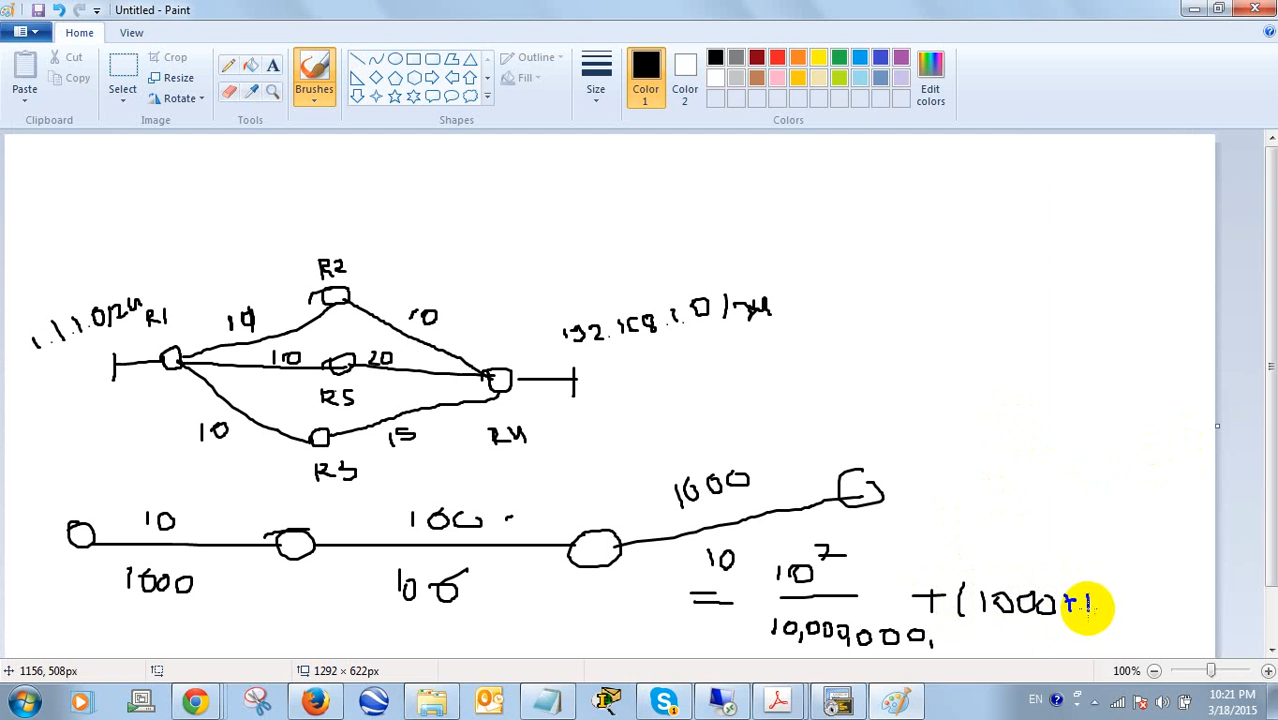 Untitled - Paint
Home
View
Paste
Cut
Copy
Clipboard
Select
Crop
Resize
Rotate
Image
Tools
Brushes
Outline
Fill
Shapes
Size
Color
1
Color
2
Edit
colors
Colors
R2
1.1.1.0/24 R1
10
10
192.168.1.0/24
10
20
R5
10
15
R4
R3
10
100
1000
1000
100
10
= 10^7 / 10,000,000 + (1000+1
1156, 508px
1292 × 622px
100%
EN
10:21 PM
3/18/2015